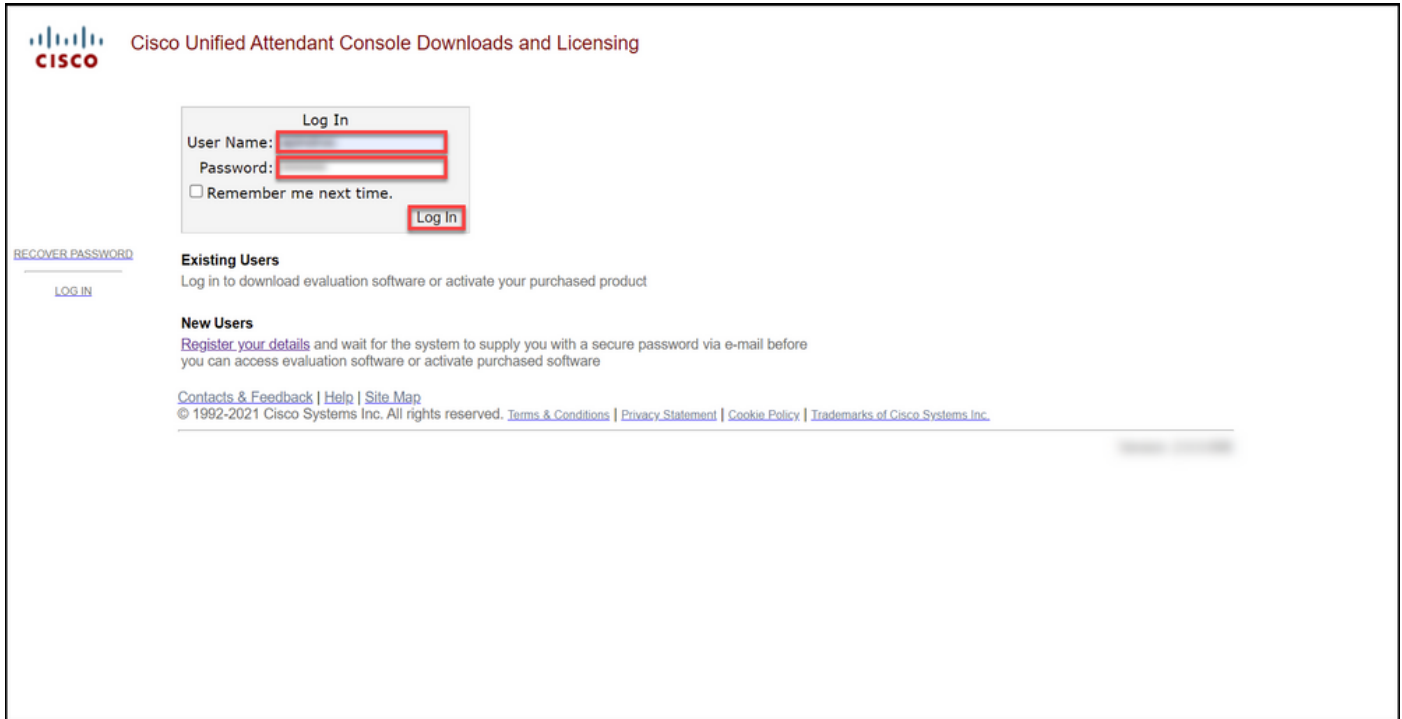 CISCO
Cisco Unified Attendant Console Downloads and Licensing
Log In
User Name:
Password:
Remember me next time.
Log In
RECOVER PASSWORD
LOG IN
Existing Users
Log in to download evaluation software or activate your purchased product
New Users
Register your details and wait for the system to supply you with a secure password via e-mail before
you can access evaluation software or activate purchased software
Contacts & Feedback | Help | Site Map
© 1992-2021 Cisco Systems Inc. All rights reserved. Terms & Conditions | Privacy Statement | Cookie Policy | Trademarks of Cisco Systems Inc.